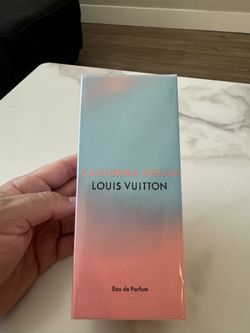 CALIFORNIA DREAM
LOUIS VUITTON
Eau de Parfum